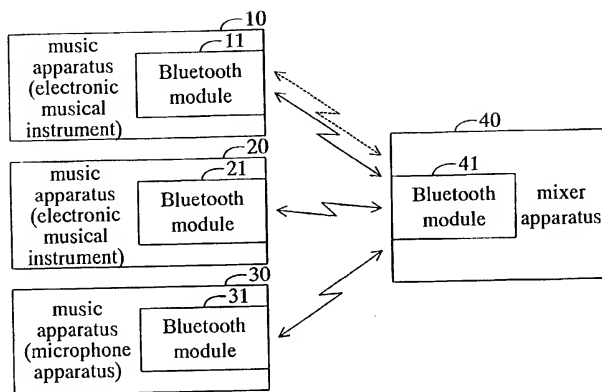 10
music
apparatus
(electronic
musical
instrument)
11
Bluetooth
module
20
music
apparatus
(electronic
musical
instrument)
21
Bluetooth
module
30
music
apparatus
(microphone
apparatus)
31
Bluetooth
module
40
41
Bluetooth
module
mixer
apparatus